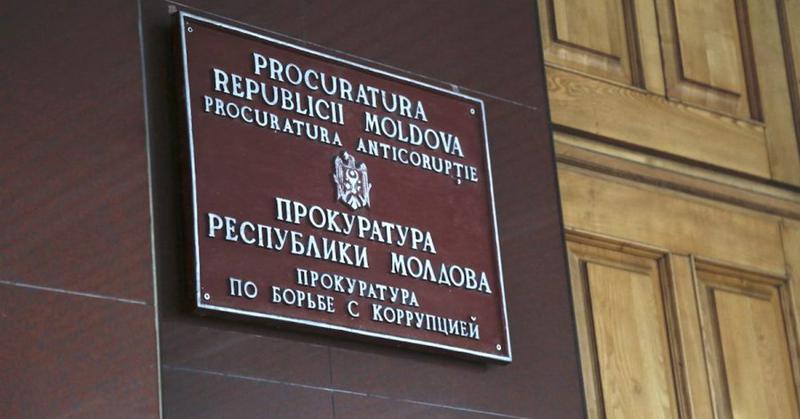 PROCURATURA
REPUBLICII MOLDOVA
PROCURATURA ANTICORUPȚIE
ПРОКУРАТУРА
РЕСПУБЛИКИ МОЛДОВА
ПРОКУРАТУРА
ПО БОРЬБЕ С КОРРУПЦИЕЙ